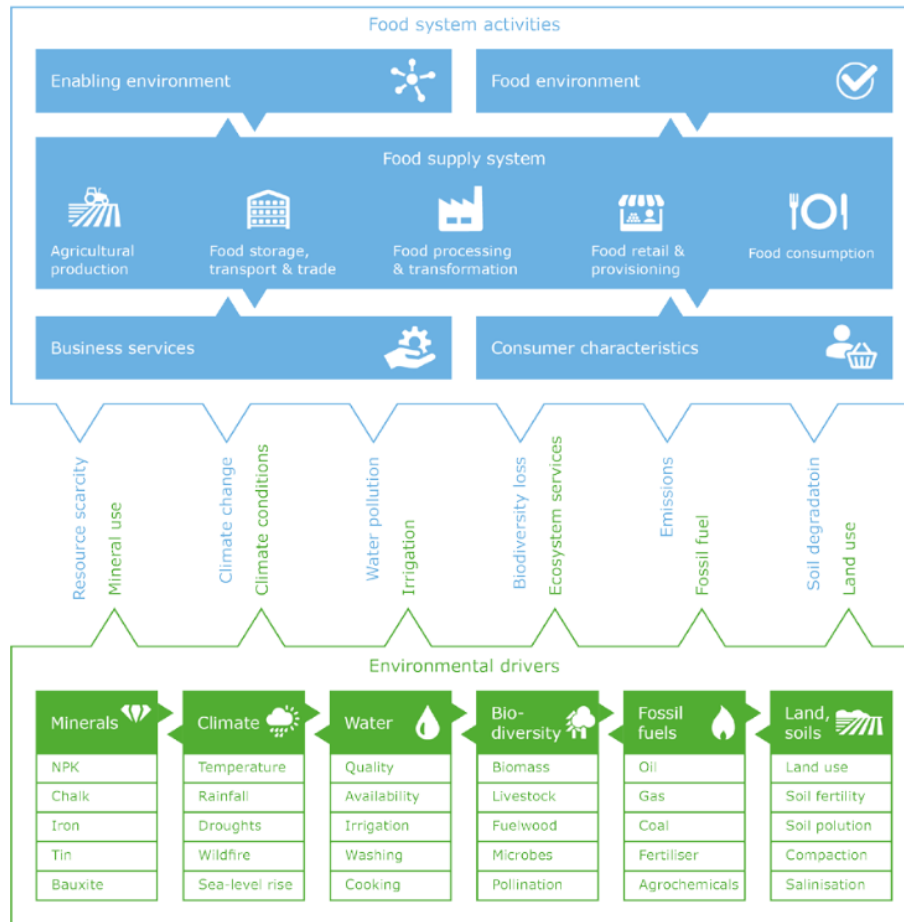 Food system activities
Enabling environment
Food environment
Food supply system
Agricultural
production
Food storage,
transport & trade
Food processing
& transformation
Food retail &
provisioning
Food consumption
Business services
Consumer characteristics
Resource scarcity
Mineral use
Climate change
Climate conditions
Water pollution
Irrigation
Biodiversity loss
Ecosystem services
Emissions
Fossil fuel
Soil degradatoin
Land use
Environmental drivers
Minerals
NPK
Chalk
Iron
Tin
Bauxite
Climate
Temperature
Rainfall
Droughts
Wildfire
Sea-level rise
Water
Quality
Availability
Irrigation
Washing
Cooking
Bio-
diversity
Biomass
Livestock
Fuelwood
Microbes
Pollination
Fossil
fuels
Oil
Gas
Coal
Fertiliser
Agrochemicals
Land,
soils
Land use
Soil fertility
Soil polution
Compaction
Salinisation